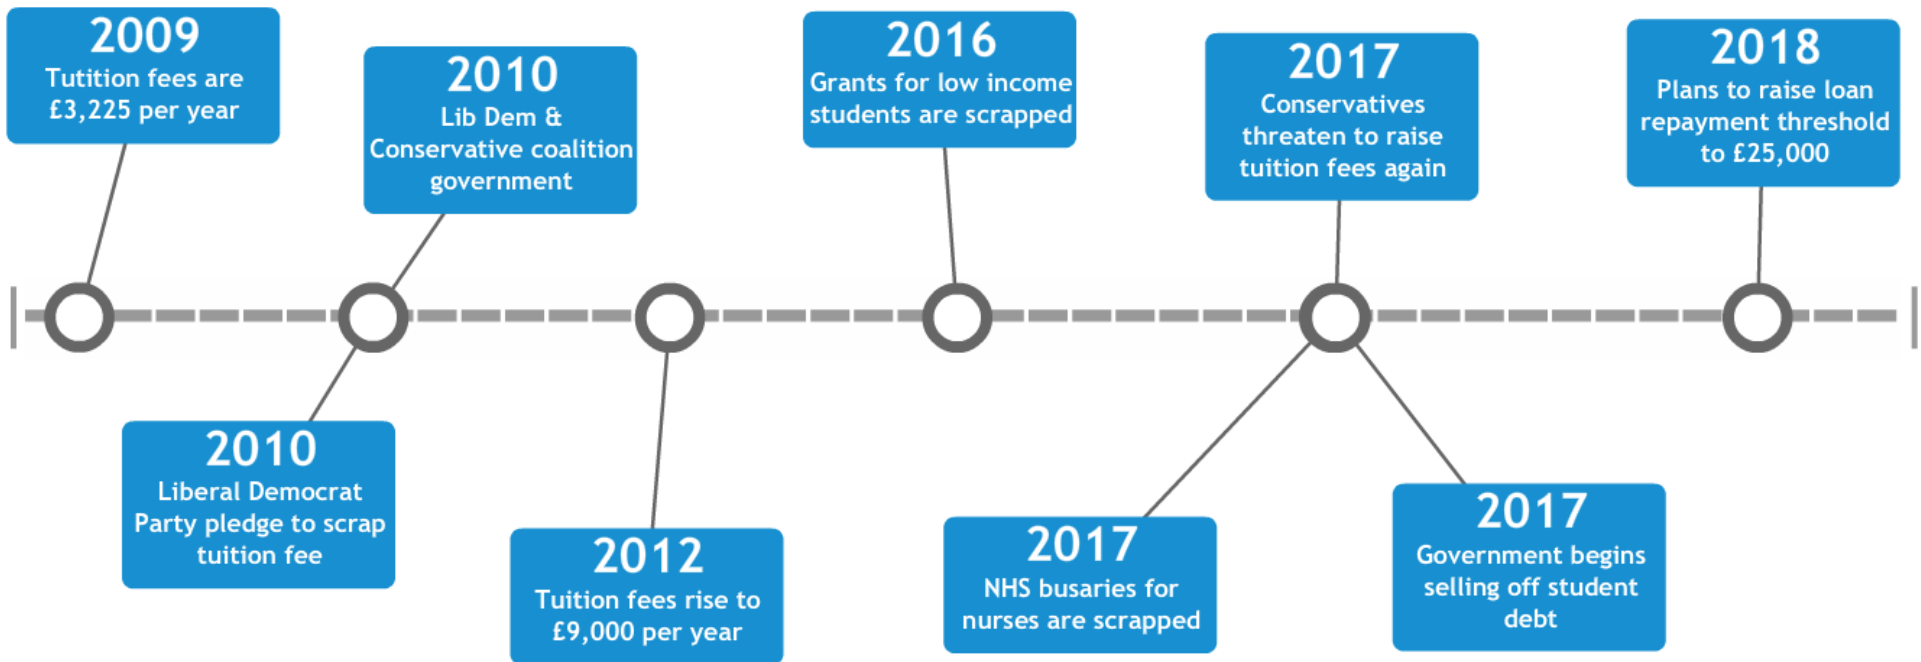 2009
Tutition fees are
£3,225 per year
2010
Lib Dem &
Conservative coalition
government
2010
Liberal Democrat
Party pledge to scrap
tuition fee
2012
Tuition fees rise to
£9,000 per year
2016
Grants for low income
students are scrapped
2017
Conservatives
threaten to raise
tuition fees again
2017
NHS busaries for
nurses are scrapped
2017
Government begins
selling off student
debt
2018
Plans to raise loan
repayment threshold
to £25,000